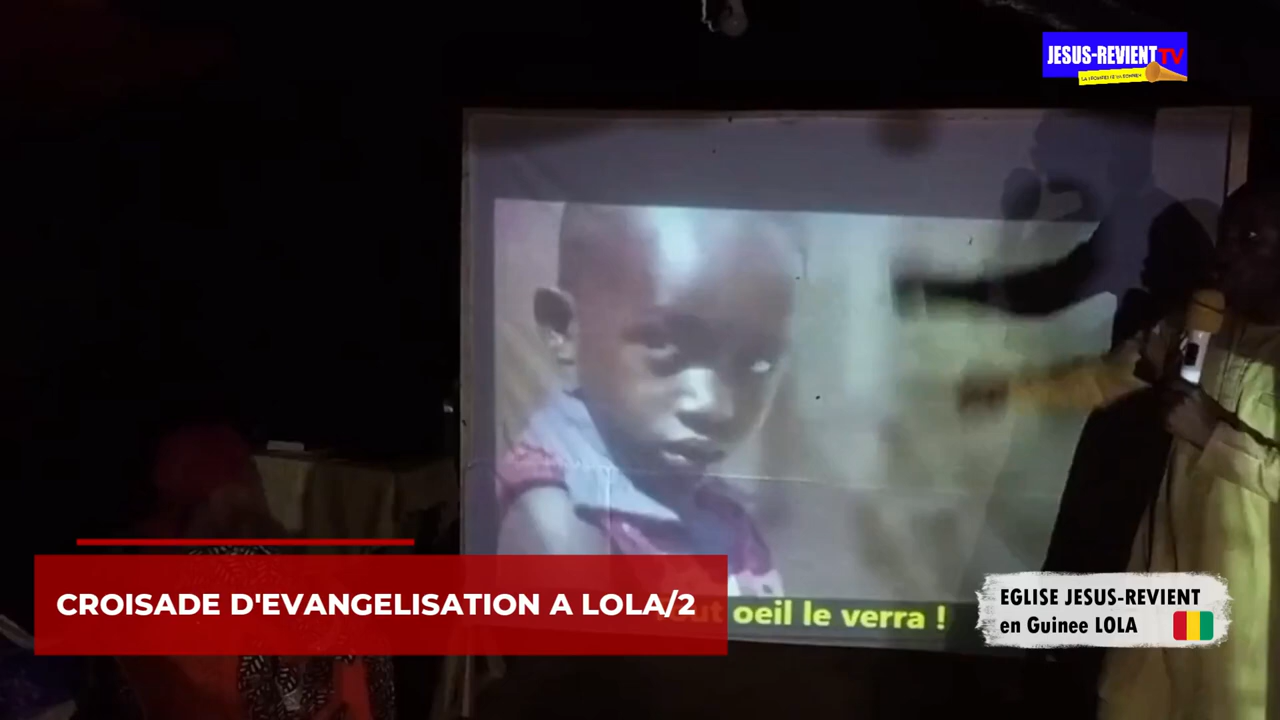 JESUS-REVIENT TV
CROISADE D'EVANGELISATION A LOLA/2
oeil le verra !
EGLISE JESUS-REVIENT
en Guinee LOLA